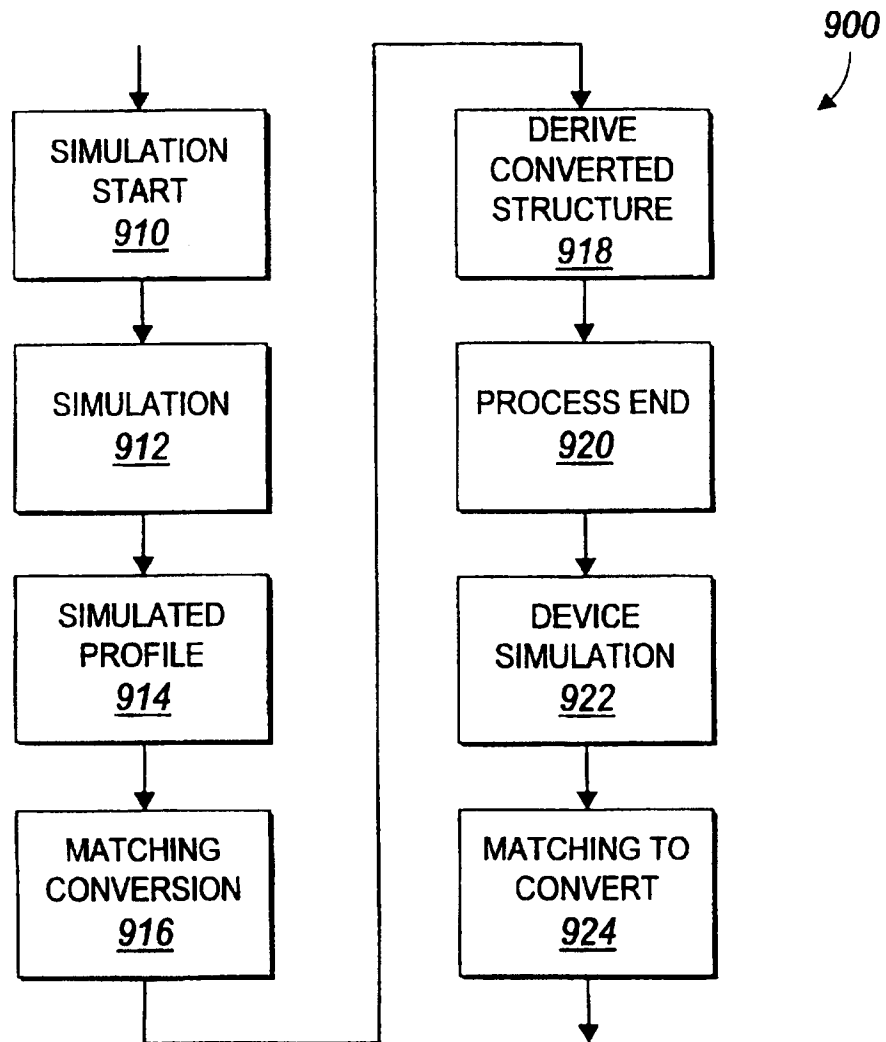 900
SIMULATION
START
910
SIMULATION
912
SIMULATED
PROFILE
914
MATCHING
CONVERSION
916
DERIVE
CONVERTED
STRUCTURE
918
PROCESS END
920
DEVICE
SIMULATION
922
MATCHING TO
CONVERT
924